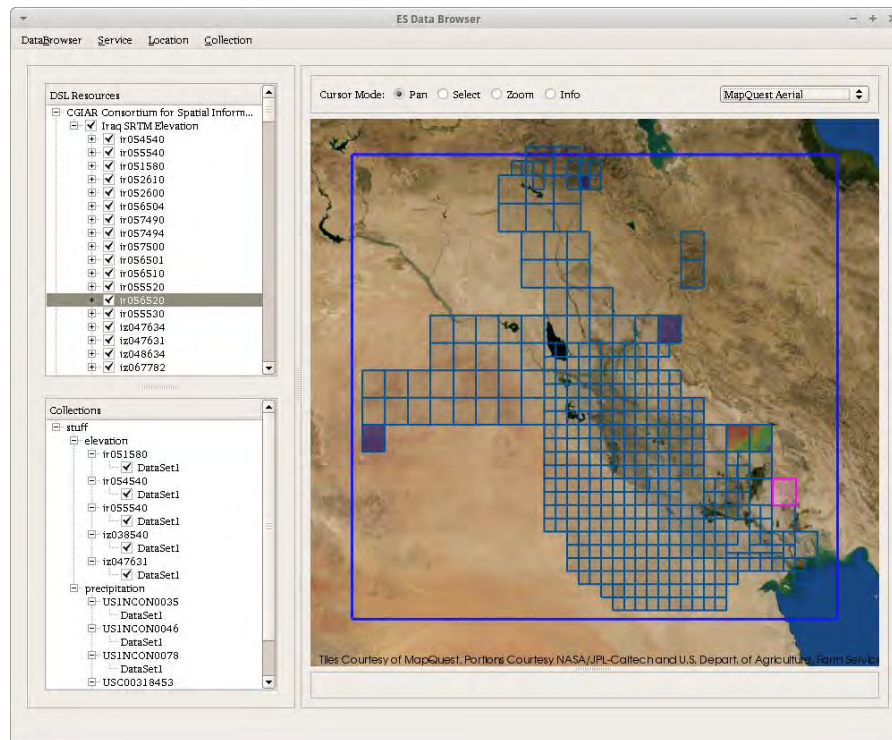 ES Data Browser
DataBrowser Service Location Collection
DSL Resources
CGIAR Consortium for Spatial Inform...
Iraq SRTM Elevation
ir054540
ir055540
ir051580
ir052610
ir052600
ir056504
ir057490
ir057494
ir057500
ir056501
ir056510
ir055520
ir056520
ir055530
iz047634
iz047631
iz048634
iz067782
Collections
stuff
elevation
ir051580
DataSet1
ir054540
DataSet1
ir055540
DataSet1
iz038540
DataSet1
iz047631
DataSet1
precipitation
US1NCON0035
DataSet1
US1NCON0046
DataSet1
US1NCON0078
DataSet1
USC00318453
Cursor Mode: Pan Select Zoom Info
MapQuest Aerial
Tiles Courtesy of MapQuest, Portions Courtesy NASA/JPL-Caltech and U.S. Depart. of Agriculture, Farm Servic